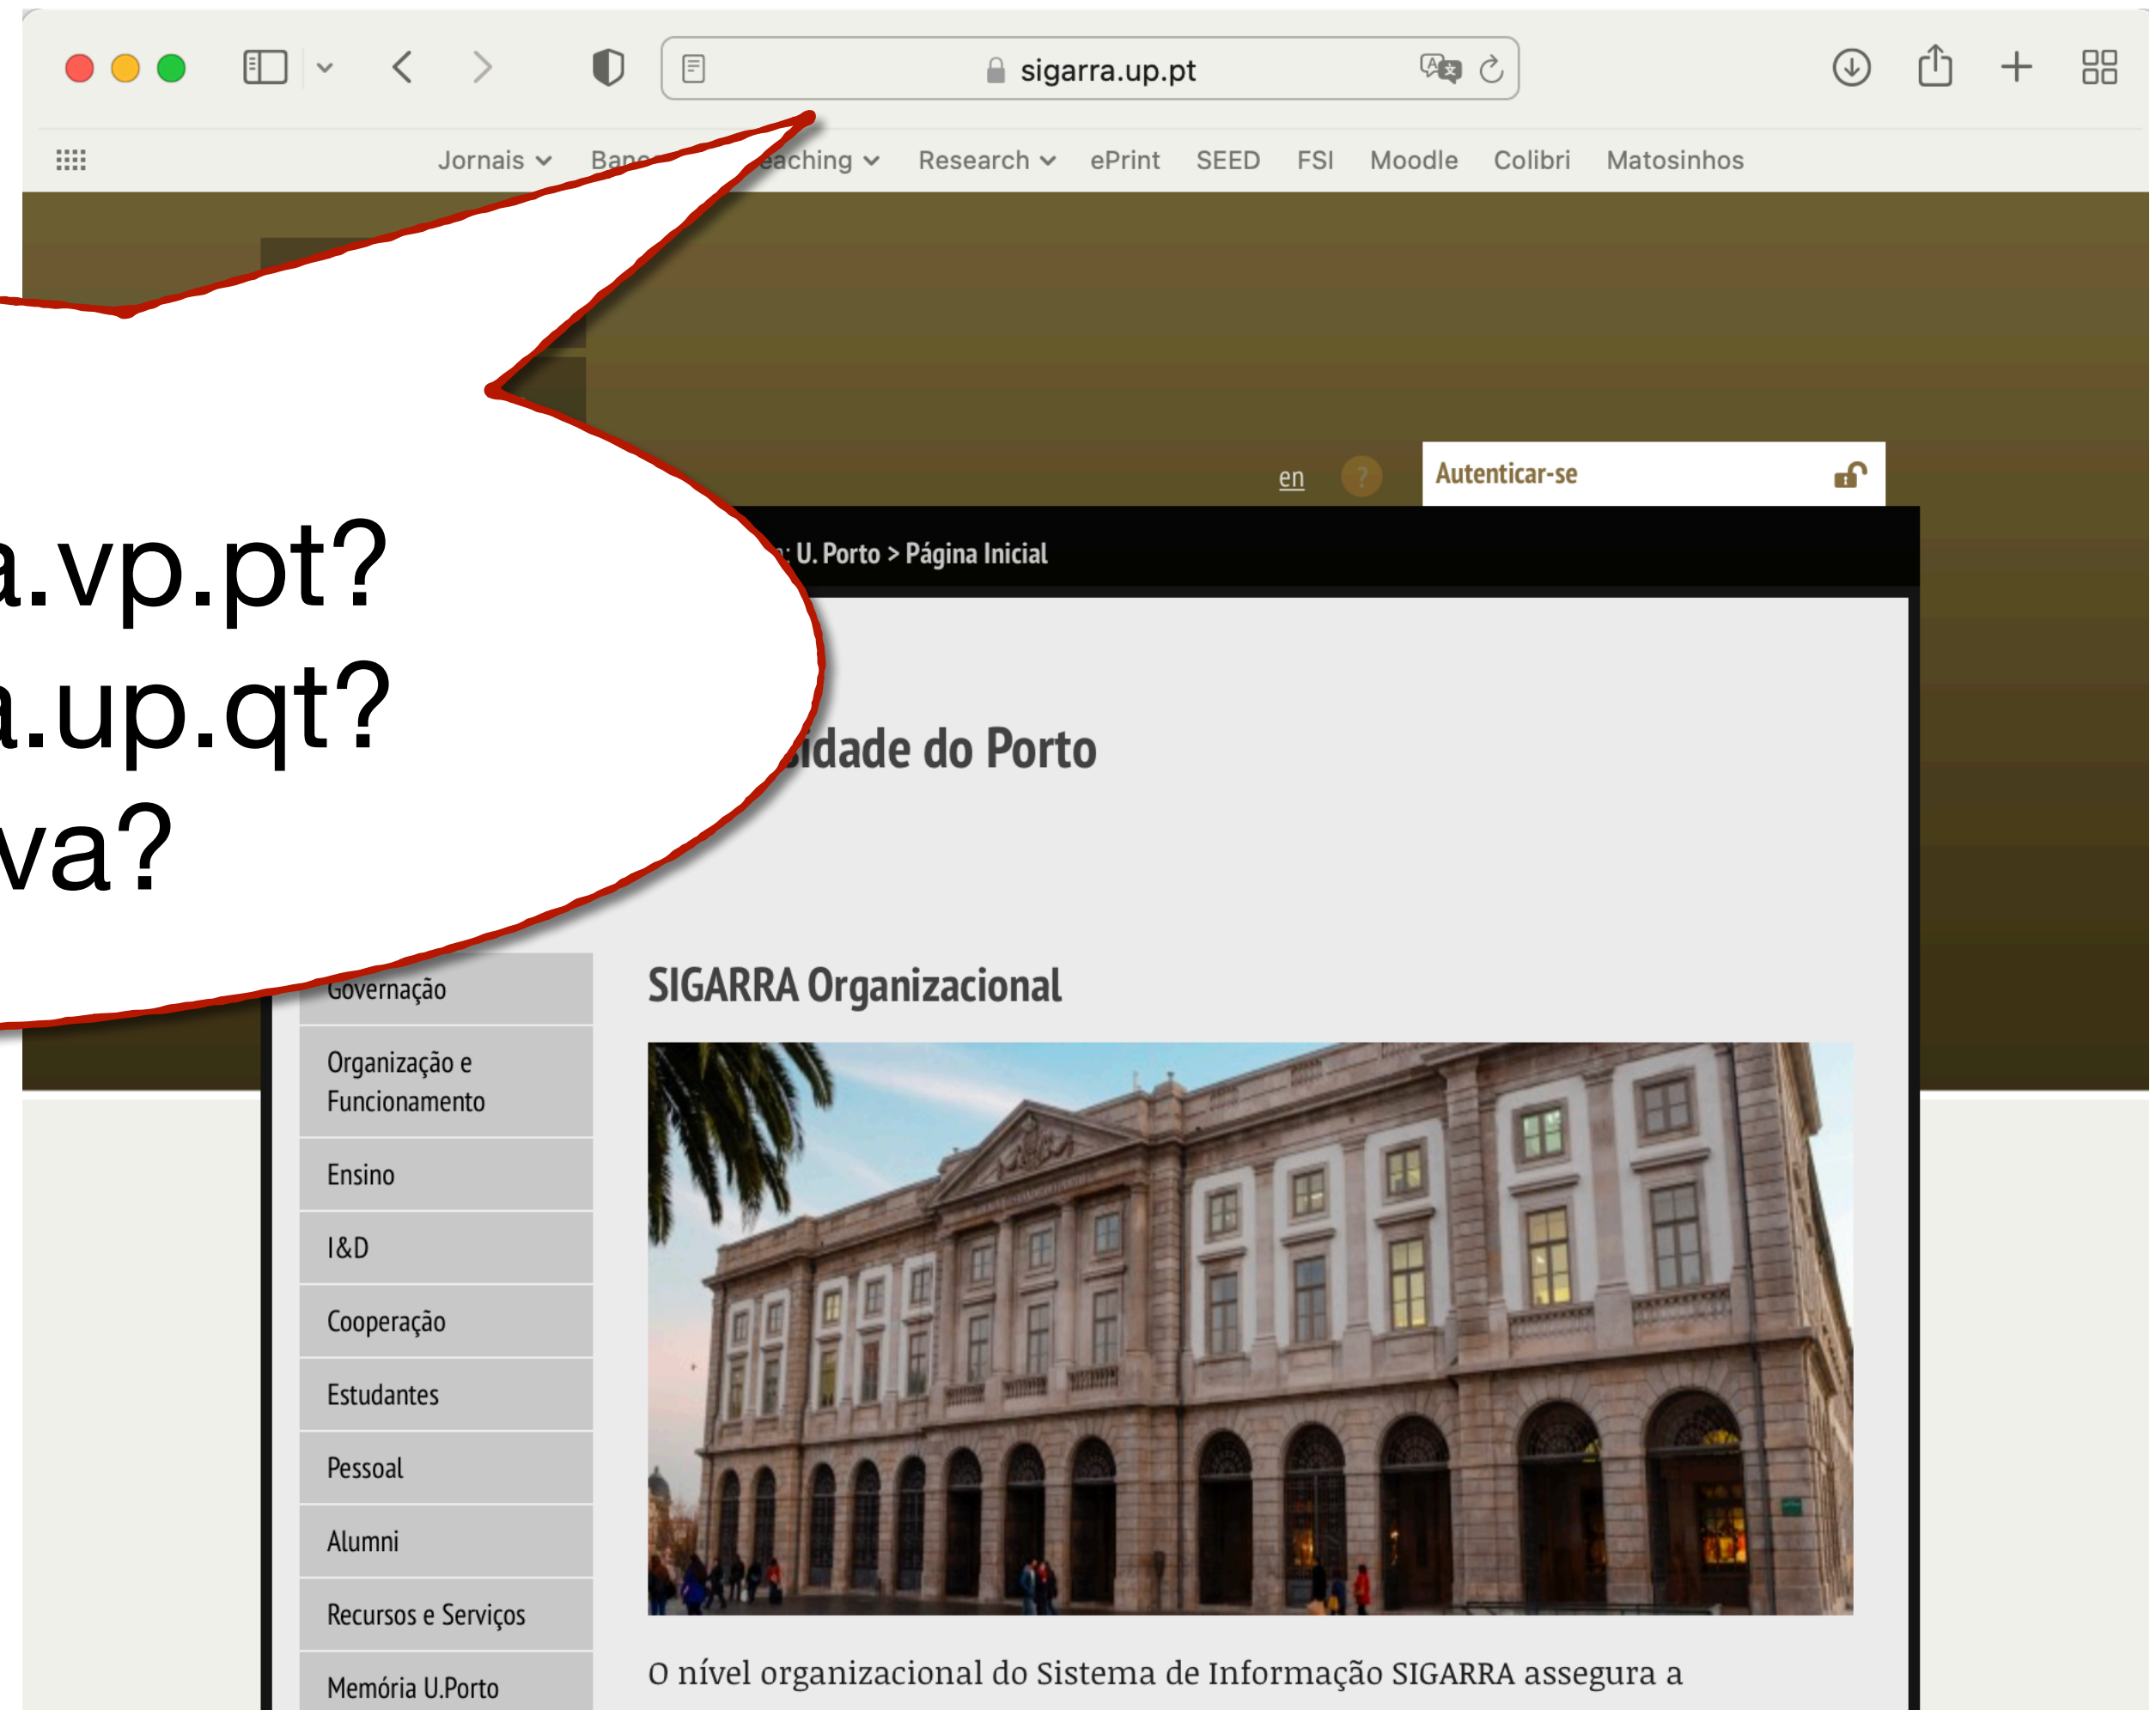 sigarra.up.pt
Jornais Research ePrint SEED FSI Moodle Colibri Matosinhos
en ? Autenticar-se
U. Porto > Página Inicial
a.vp.pt?
a.up.qt?
va?
do Porto
Governação
SIGARRA Organizacional
Organização e
Funcionamento
Ensino
I&D
Cooperação
Estudantes
Pessoal
Alumni
Recursos e Serviços
Memória U.Porto
O nível organizacional do Sistema de Informação SIGARRA assegura a